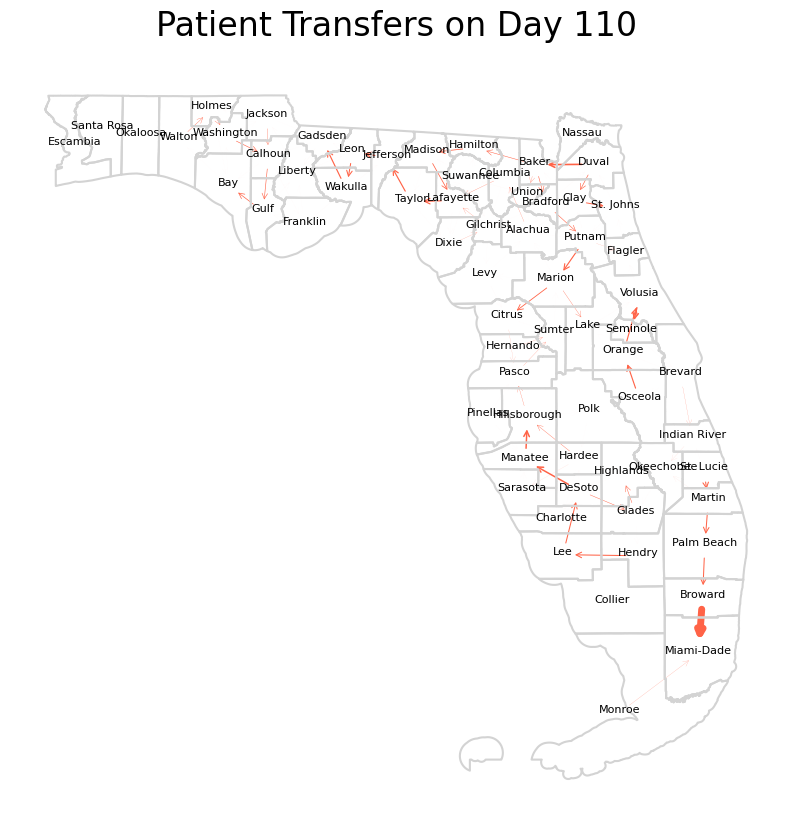 Patient Transfers on Day 110
Holmes
Jackson
Santa Rosa
Okaloosa
Walton
Washington
Escambia
Gadsden
Calhoun
Leon
Jefferson
Madison
Hamilton
Nassau
Baker
Duval
Liberty
Columbia
Suwannee
Bay
Wakulla
Taylor
Lafayette
Union
Bradford
Clay
St. Johns
Gulf
Franklin
Gilchrist
Alachua
Putnam
Dixie
Flagler
Levy
Marion
Volusia
Citrus
Sumter
Lake
Seminole
Hernando
Orange
Pasco
Brevard
Osceola
Pinellas
Hillsborough
Polk
Indian River
Manatee
Hardee
Highlands
Okeechobee
St. Lucie
Sarasota
DeSoto
Martin
Charlotte
Glades
Lee
Hendry
Palm Beach
Collier
Broward
Miami-Dade
Monroe